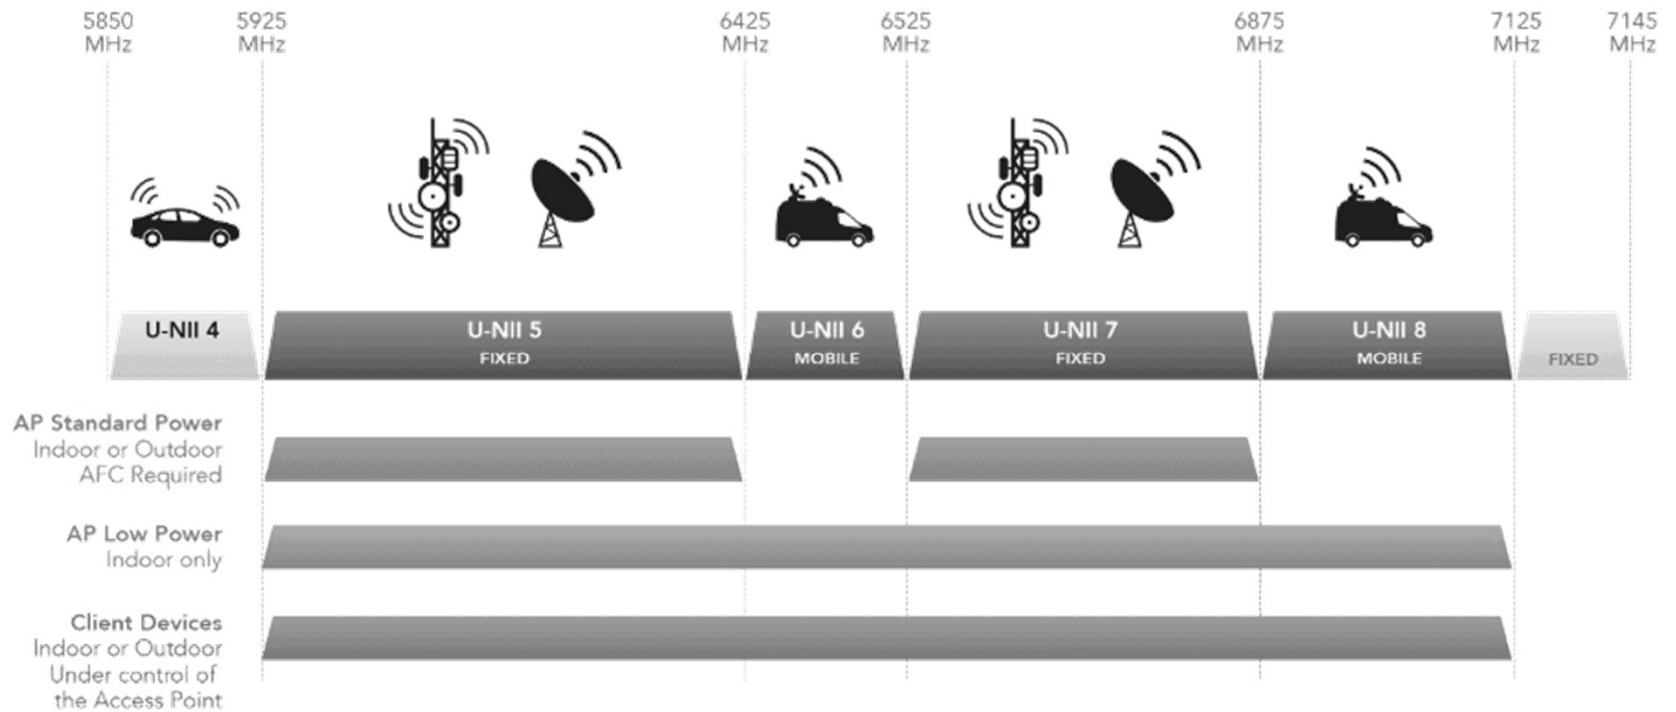 5850 5925 6425 6525 6875 7125 7145
MHz MHz MHz MHz MHz MHz MHz
U-NII 4 U-NII 5 U-NII 6 U-NII 7 U-NII 8
FIXED MOBILE FIXED MOBILE FIXED
AP Standard Power
Indoor or Outdoor
AFC Required
AP Low Power
Indoor only
Client Devices
Indoor or Outdoor
Under control of
the Access Point